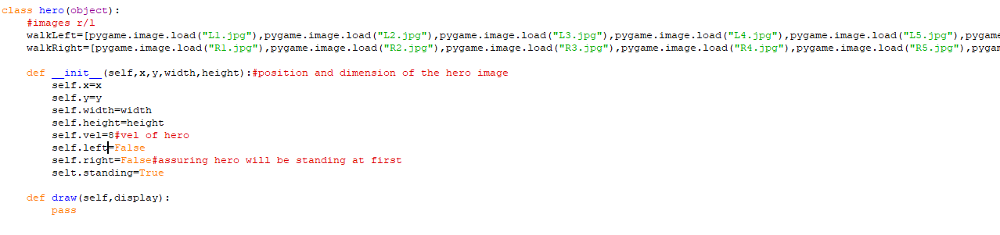 class hero(object):
    #images r/l
    walkLeft=[pygame.image.load("L1.jpg"),pygame.image.load("L2.jpg"),pygame.image.load("L3.jpg"),pygame.image.load("L4.jpg"),pygame.image.load("L5.jpg"),pygame
    walkRight=[pygame.image.load("R1.jpg"),pygame.image.load("R2.jpg"),pygame.image.load("R3.jpg"),pygame.image.load("R4.jpg"),pygame.image.load("R5.jpg"),pygam
    def __init__(self,x,y,width,height):#position and dimension of the hero image
        self.x=x
        self.y=y
        self.width=width
        self.height=height
        self.vel=8#vel of hero
        self.left=False
        self.right=False#assuring hero will be standing at first
        selt.standing=True
    def draw(self,display):
        pass